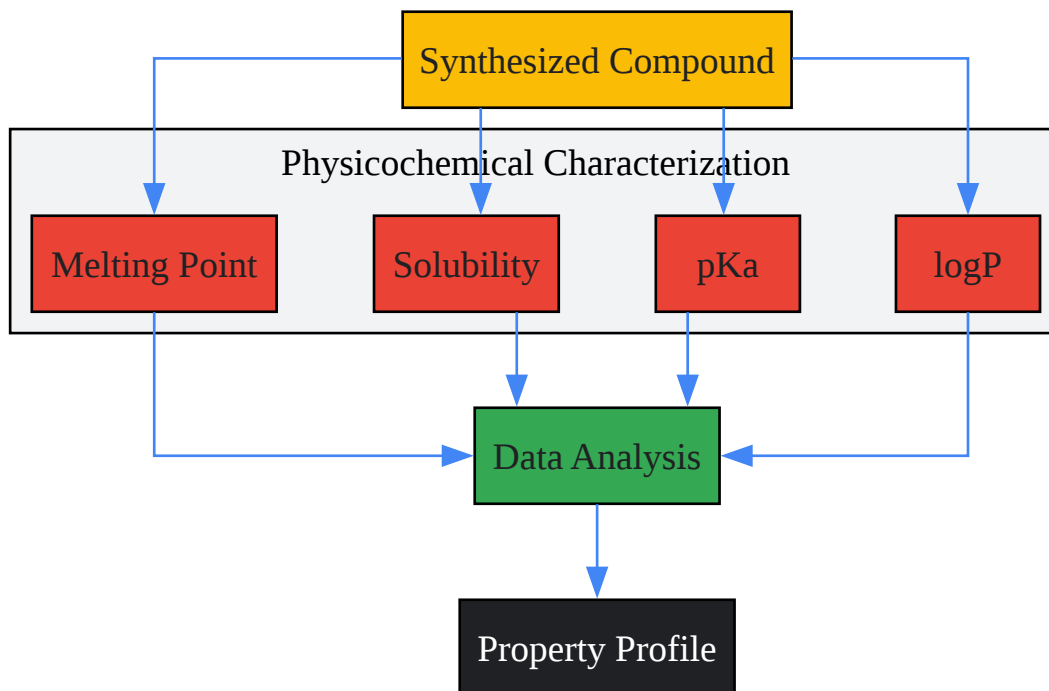 Synthesized Compound
Physicochemical Characterization
Melting Point
Solubility
pKa
logP
Data Analysis
Property Profile